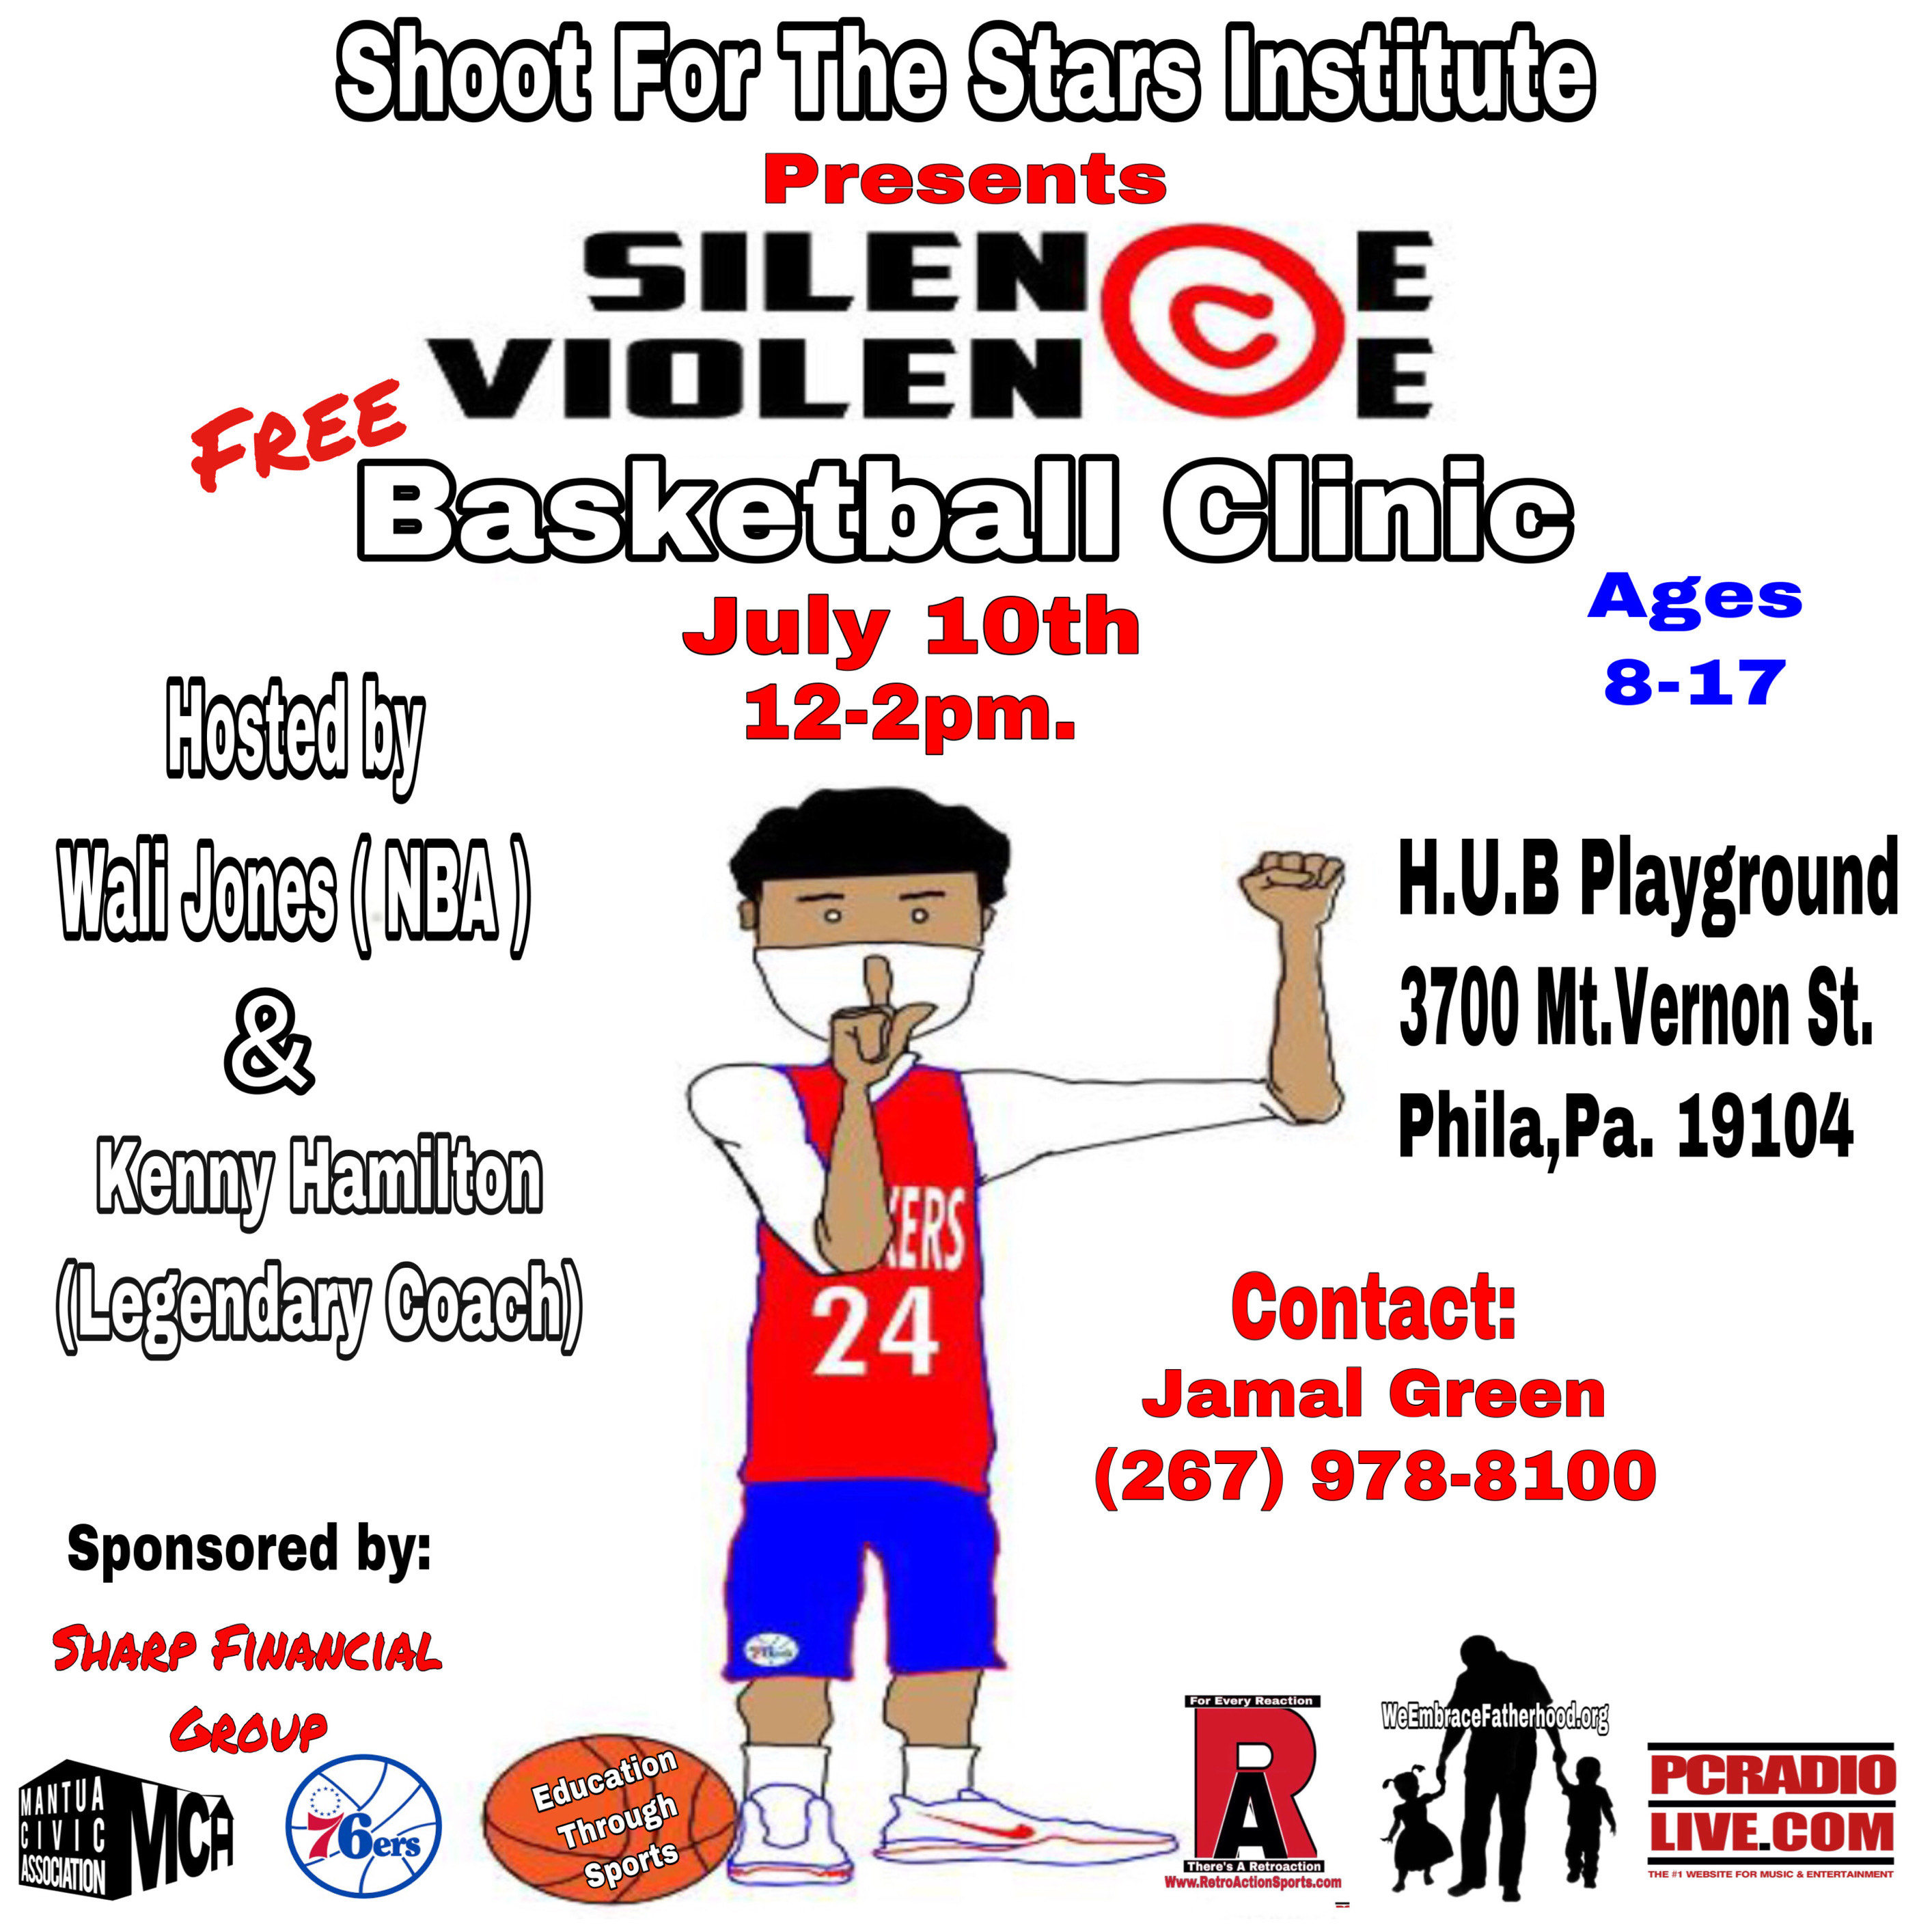 Shoot For The Stars Institute
Presents
SILENCE
VIOLENCE
FREE
Basketball Clinic
July 10th
12-2pm.
Ages
8-17
Hosted by
Wali Jones ( NBA )
&
Kenny Hamilton
(Legendary Coach)
H.U.B Playground
3700 Mt.Vernon St.
Phila,Pa. 19104
KERS
24
Contact:
Jamal Green
(267) 978-8100
Sponsored by:
SHARP FINANCIAL
GROUP
MANTUA
CIVIC
ASSOCIATION
MCA
76ers
Education
Through
Sports
For Every Reaction
RA
There's A Retroaction
Www.RetroActionSports.com
WeEmbraceFatherhood.org
PCRADIO
LIVE.COM
THE #1 WEBSITE FOR MUSIC & ENTERTAINMENT